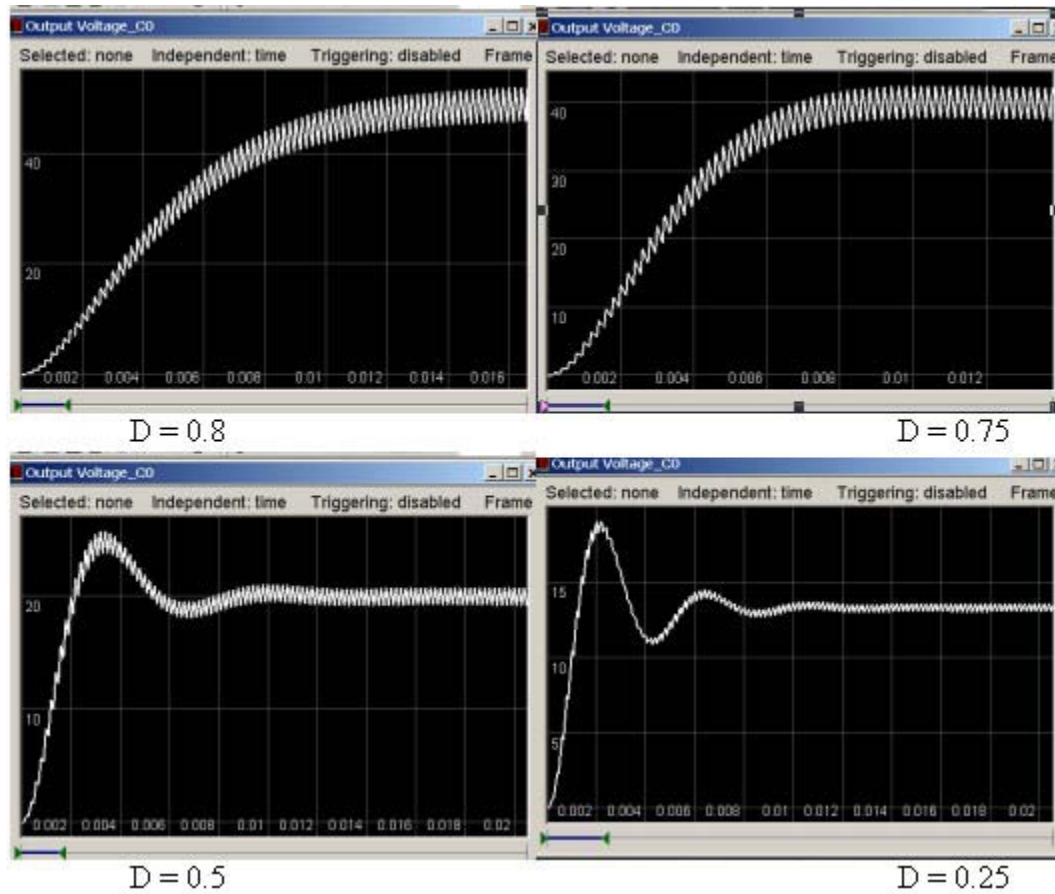 Output Voltage_C0
Selected: none Independent: time Triggering: disabled Frame
40
20
0.002 0.004 0.006 0.008 0.01 0.012 0.014 0.016
D = 0.8
Output Voltage_C0
Selected: none Independent: time Triggering: disabled Frame
40
30
20
10
0.002 0.004 0.006 0.008 0.01 0.012
D = 0.75
Output Voltage_C0
Selected: none Independent: time Triggering: disabled Frame
20
10
0.002 0.004 0.006 0.008 0.01 0.012 0.014 0.016 0.018 0.02
D = 0.5
Output Voltage_C0
Selected: none Independent: time Triggering: disabled Frame
15
10
5
0.002 0.004 0.006 0.008 0.01 0.012 0.014 0.016 0.018 0.02
D = 0.25